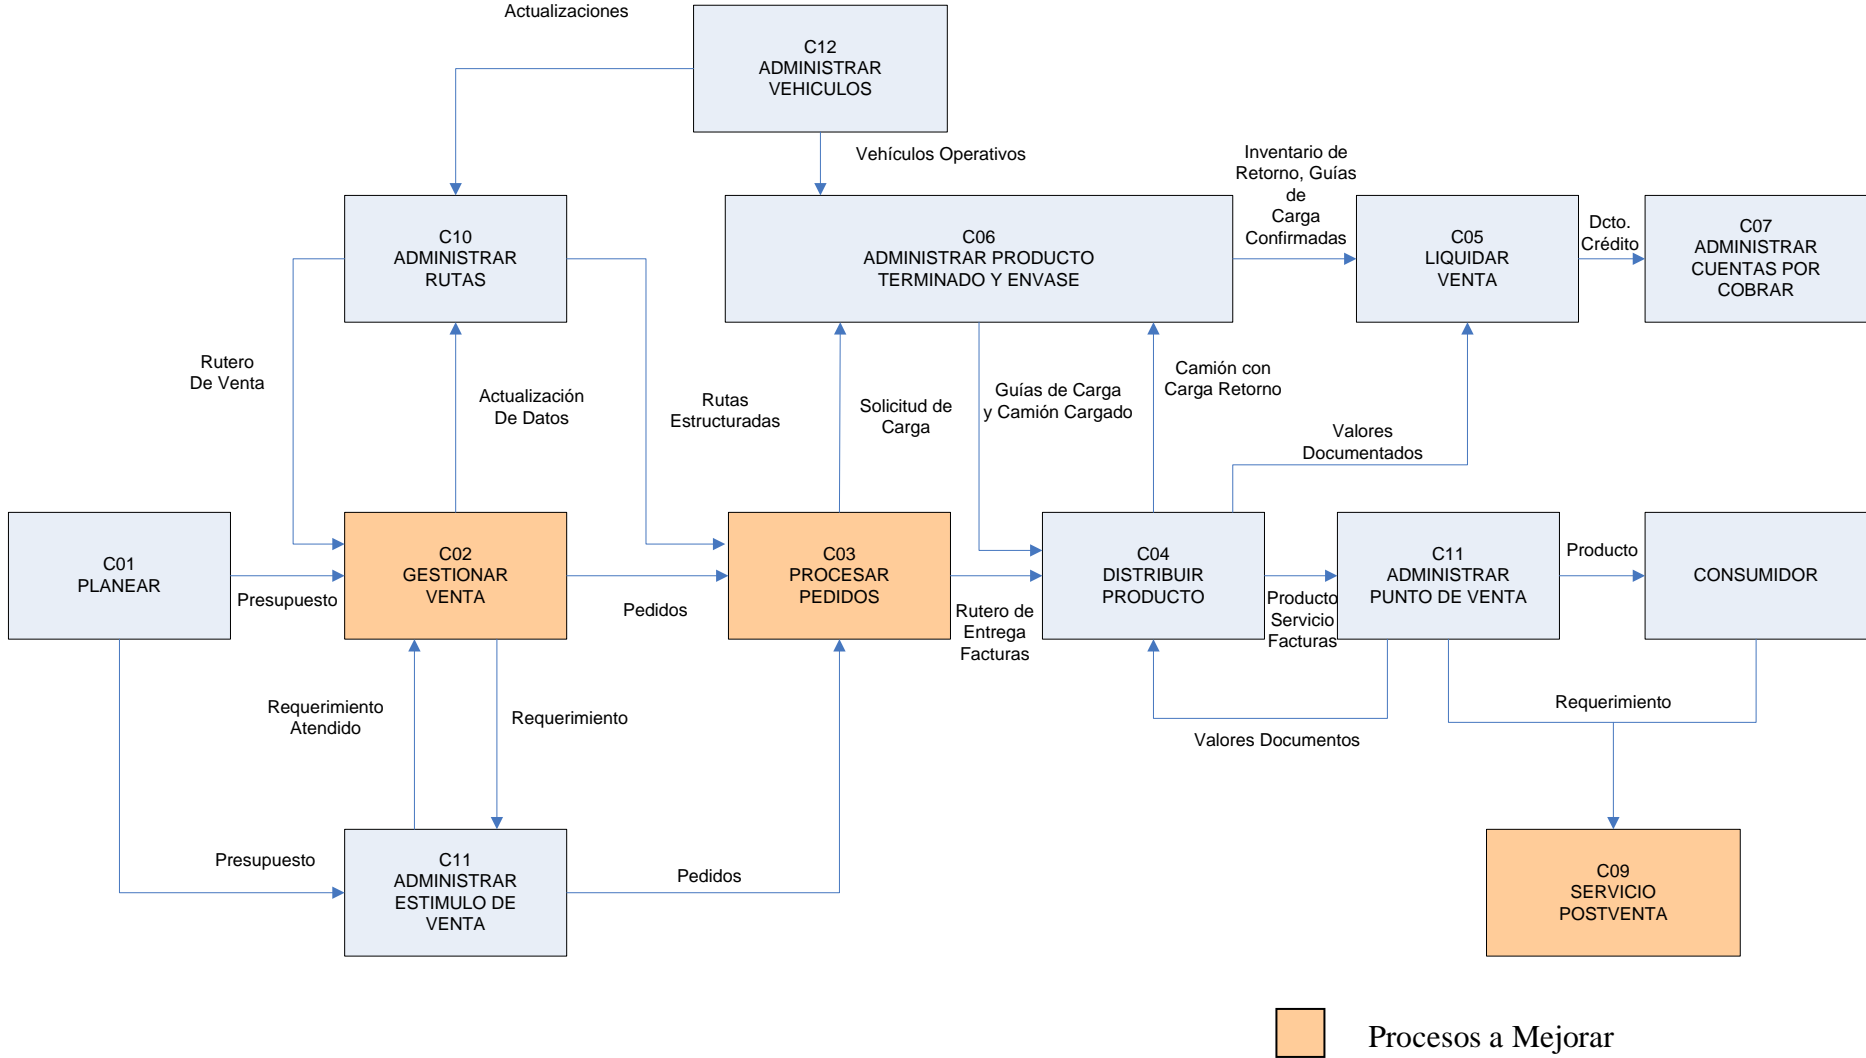 Actualizaciones
C12
ADMINISTRAR
VEHICULOS
Vehículos Operativos
Inventario de
Retorno, Guías
de
Carga
Confirmadas
C10
ADMINISTRAR
RUTAS
C06
ADMINISTRAR PRODUCTO
TERMINADO Y ENVASE
C05
LIQUIDAR
VENTA
Dcto.
Crédito
C07
ADMINISTRAR
CUENTAS POR
COBRAR
Rutero
De Venta
Actualización
De Datos
Rutas
Estructuradas
Solicitud de
Carga
Guías de Carga
y Camión Cargado
Camión con
Carga Retorno
Valores
Documentados
C01
PLANEAR
Presupuesto
C02
GESTIONAR
VENTA
Pedidos
C03
PROCESAR
PEDIDOS
Rutero de
Entrega
Facturas
C04
DISTRIBUIR
PRODUCTO
Producto
Servicio
Facturas
C11
ADMINISTRAR
PUNTO DE VENTA
Producto
CONSUMIDOR
Requerimiento
Atendido
Requerimiento
Valores Documentos
Requerimiento
Presupuesto
C11
ADMINISTRAR
ESTIMULO DE
VENTA
Pedidos
C09
SERVICIO
POSTVENTA
Procesos a Mejorar